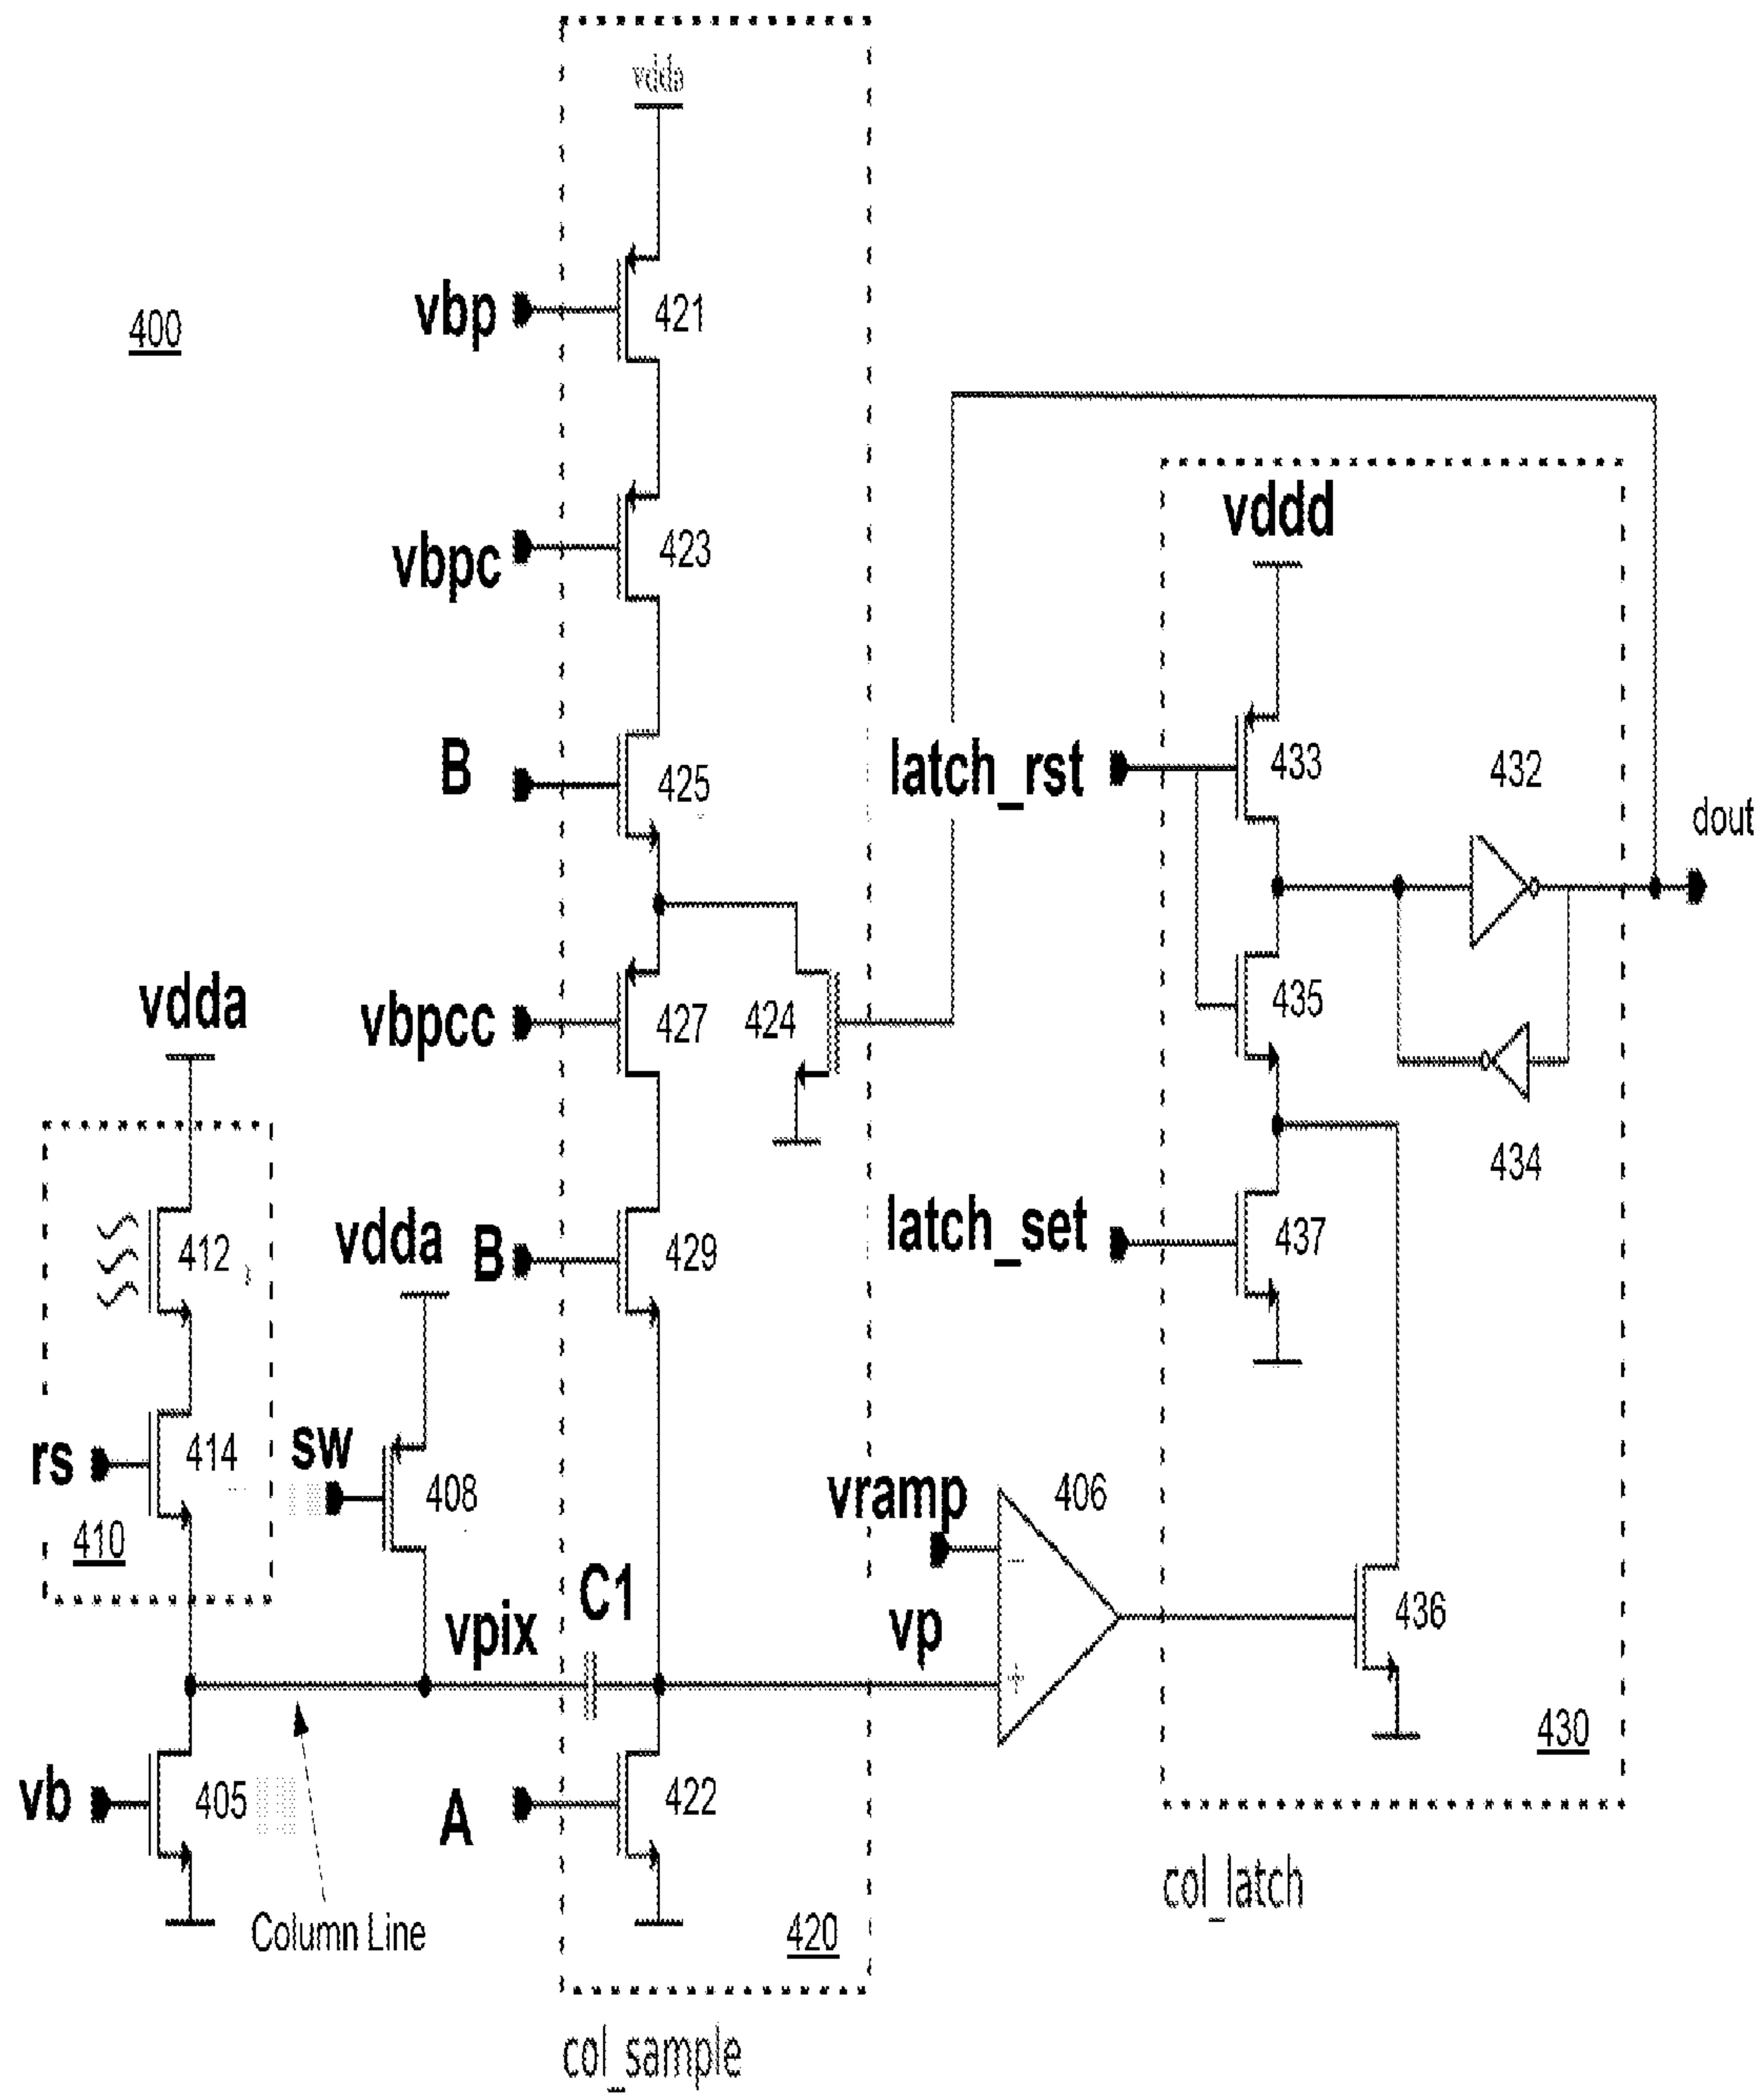 vdda
vbp
421
400
vbpc
423
vddd
B
425
latch_rst
433
432
dout
vdda
vbpcc
427
424
435
434
412
vdda
B
429
latch_set
437
rs
414
sw
408
vramp
406
410
C1
vpix
vp
-
+
436
430
vb
405
A
422
Column Line
420
col_latch
col_sample